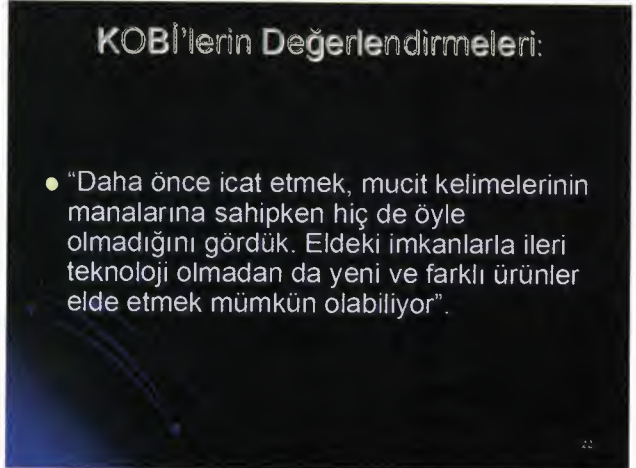 KOBİ'lerin Değerlendirmeleri:
“Daha önce icat etmek, mucit kelimelerinin
manalarına sahipken hiç de öyle
olmadığını gördük. Eldeki imkanlarla ileri
teknoloji olmadan da yeni ve farklı ürünler
elde etmek mümkün olabiliyor”.